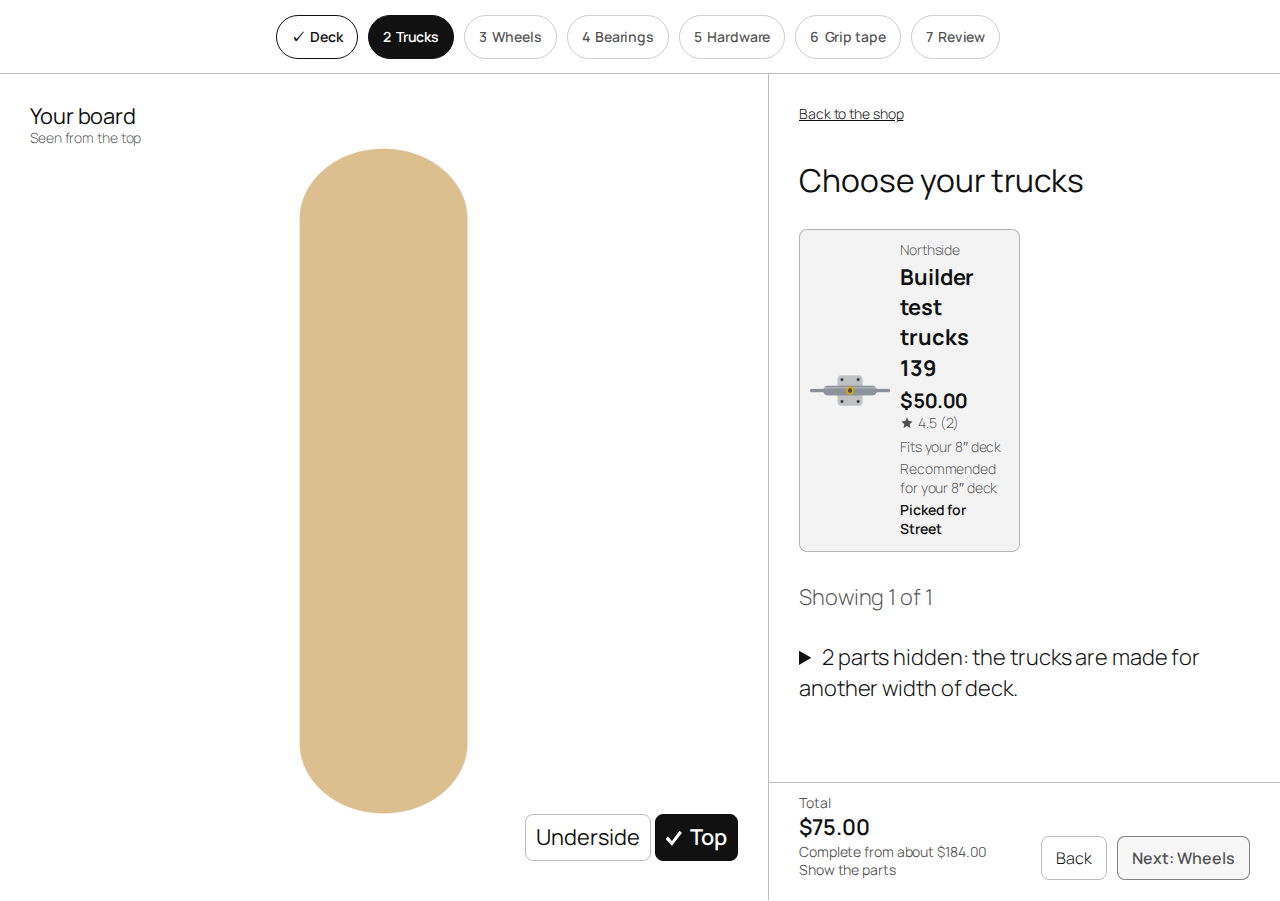 ✓ Deck
2 Trucks
3 Wheels
4 Bearings
5 Hardware
6 Grip tape
7 Review
Your board
Seen from the top
Underside
✓ Top
Back to the shop
Choose your trucks
Northside
Builder
test
trucks
139
$50.00
★ 4.5 (2)
Fits your 8″ deck
Recommended
for your 8″ deck
Picked for
Street
Showing 1 of 1
▶ 2 parts hidden: the trucks are made for
another width of deck.
Total
$75.00
Complete from about $184.00
Show the parts
Back
Next: Wheels